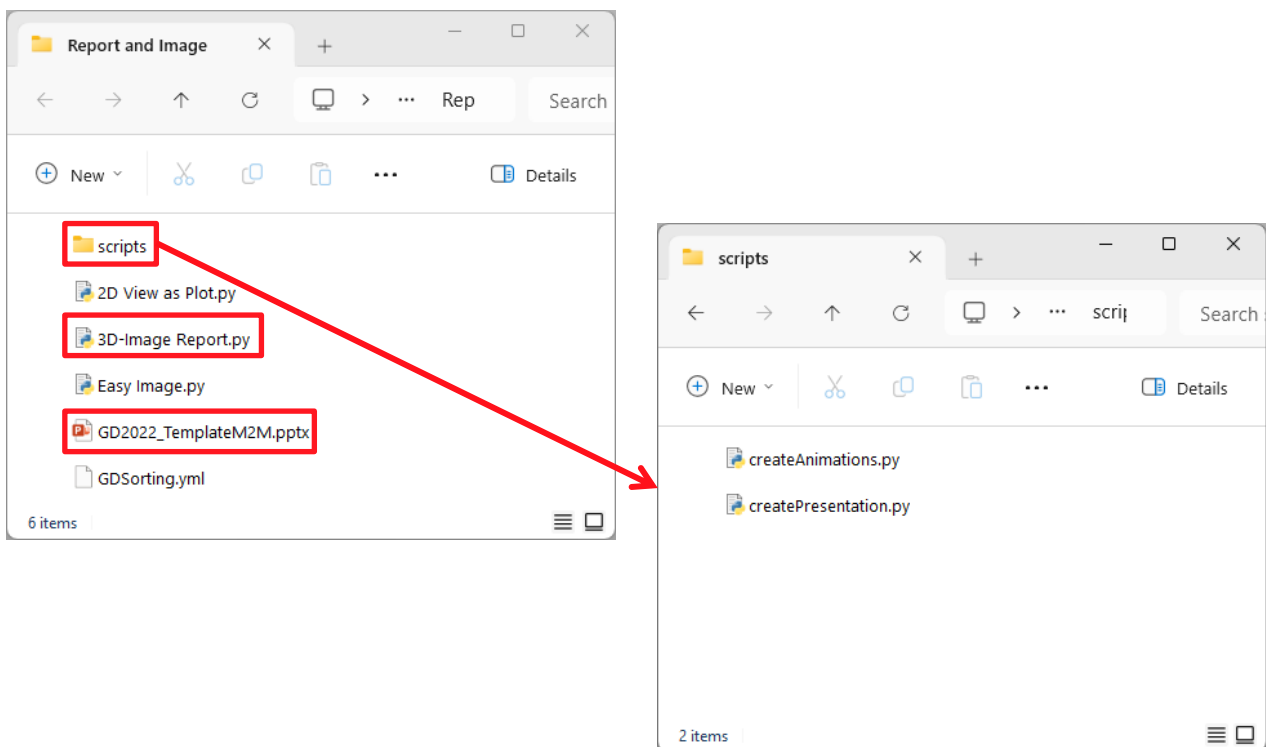 Report and Image
Rep
Search
New
Details
scripts
2D View as Plot.py
3D-Image Report.py
Easy Image.py
GD2022_TemplateM2M.pptx
GDSorting.yml
6 items
scripts
Search
New
Details
createAnimations.py
createPresentation.py
2 items